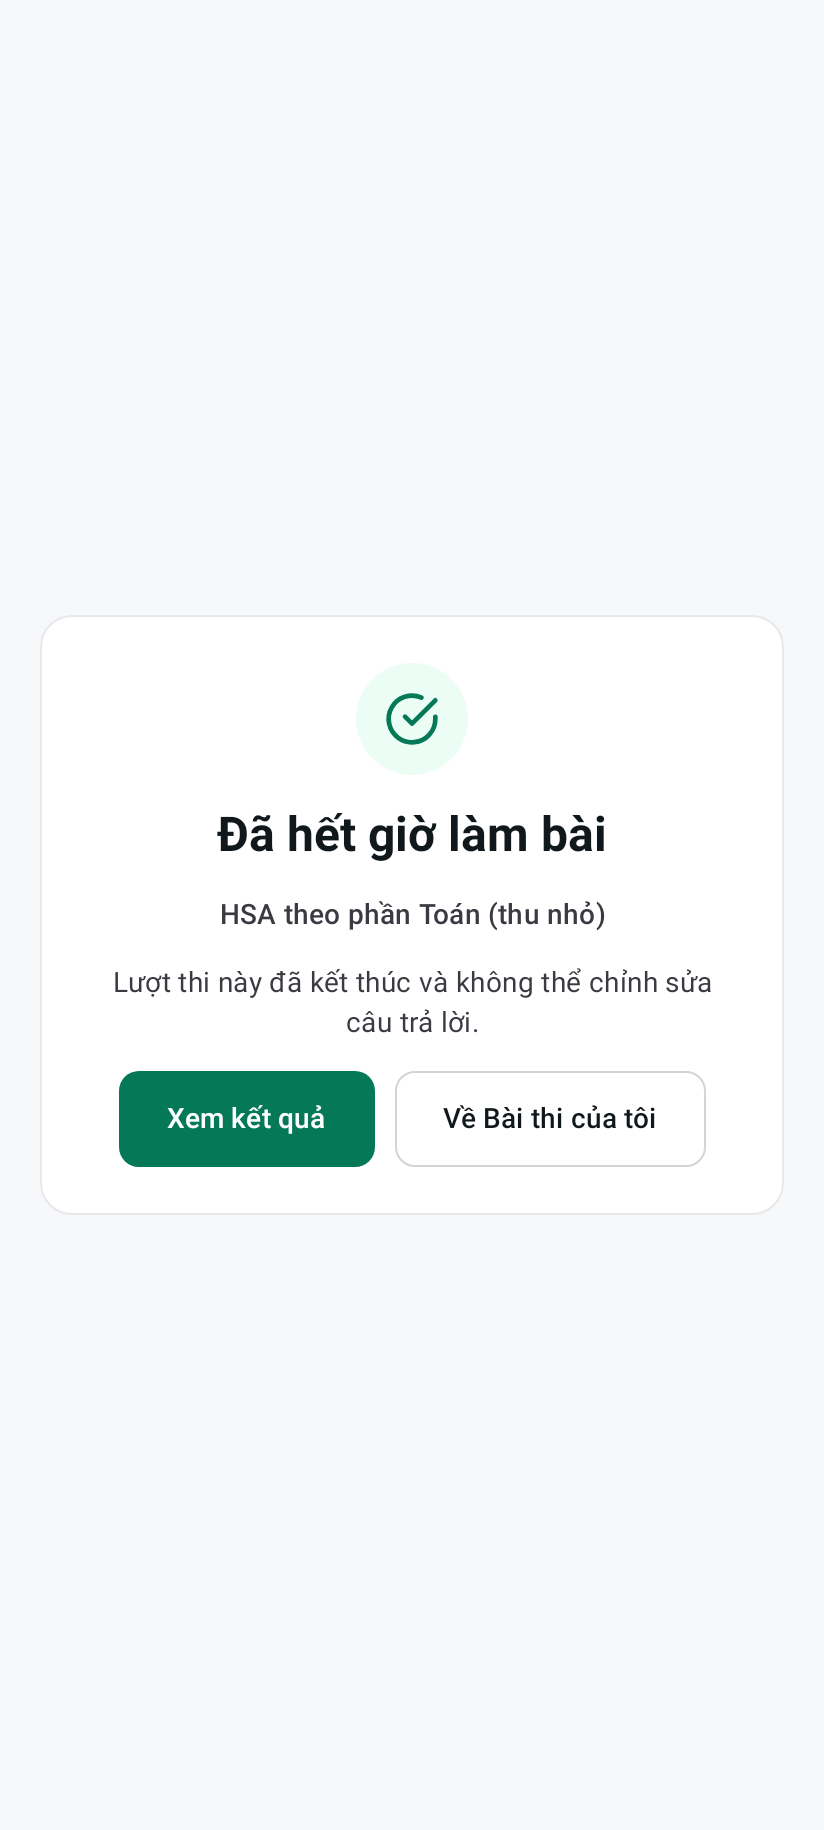 Đã hết giờ làm bài
HSA theo phần Toán (thu nhỏ)
Lượt thi này đã kết thúc và không thể chỉnh sửa
câu trả lời.
Xem kết quả
Về Bài thi của tôi